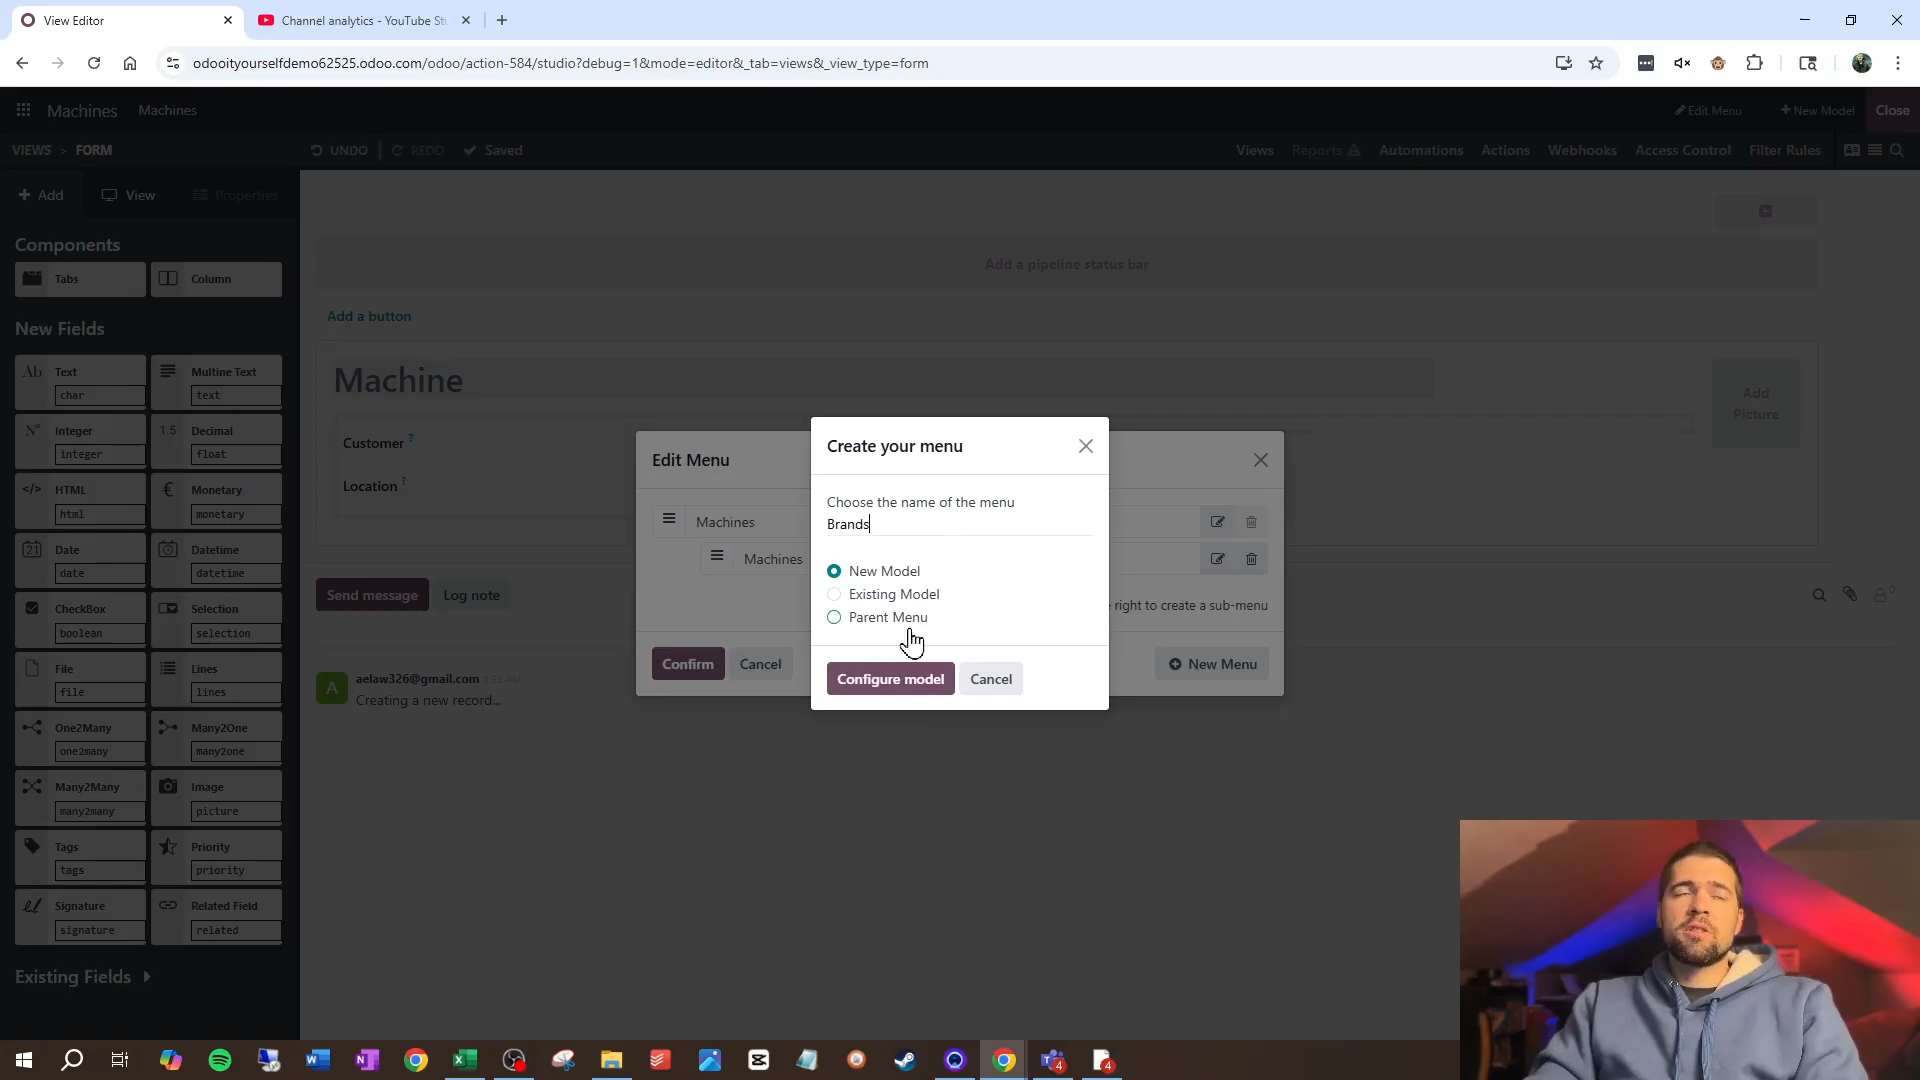 View Editor
Channel analytics - YouTube St
odooityourselfdemo62525.odoo.com/odoo/action-584/studio?debug=1&mode=editor&_tab=views&_view_type=form
Machines Machines
Edit Menu
New Model
Close
VIEWS > FORM
UNDO
REDO
Saved
Views
Reports
Automations
Actions
Webhooks
Access Control
Filter Rules
Add
View
Properties
Components
Tabs
Column
New Fields
Text
char
Multine Text
text
Integer
integer
1.5
Decimal
float
HTML
html
Monetary
monetary
21
Date
date
Datetime
datetime
CheckBox
boolean
Selection
selection
File
file
Lines
lines
One2Many
one2many
Many2One
many2one
Many2Many
many2many
Image
picture
Tags
tags
Priority
priority
Signature
signature
Related Field
related
Existing Fields
Add a pipeline status bar
Add a button
Machine
Add
Picture
Customer ?
Location ?
Send message
Log note
0
A
aelaw326@gmail.com
Creating a new record...
Edit Menu
Machines
Machines
right to create a sub-menu
Confirm
Cancel
New Menu
Create your menu
Choose the name of the menu
Brands
New Model
Existing Model
Parent Menu
Configure model
Cancel
4
4